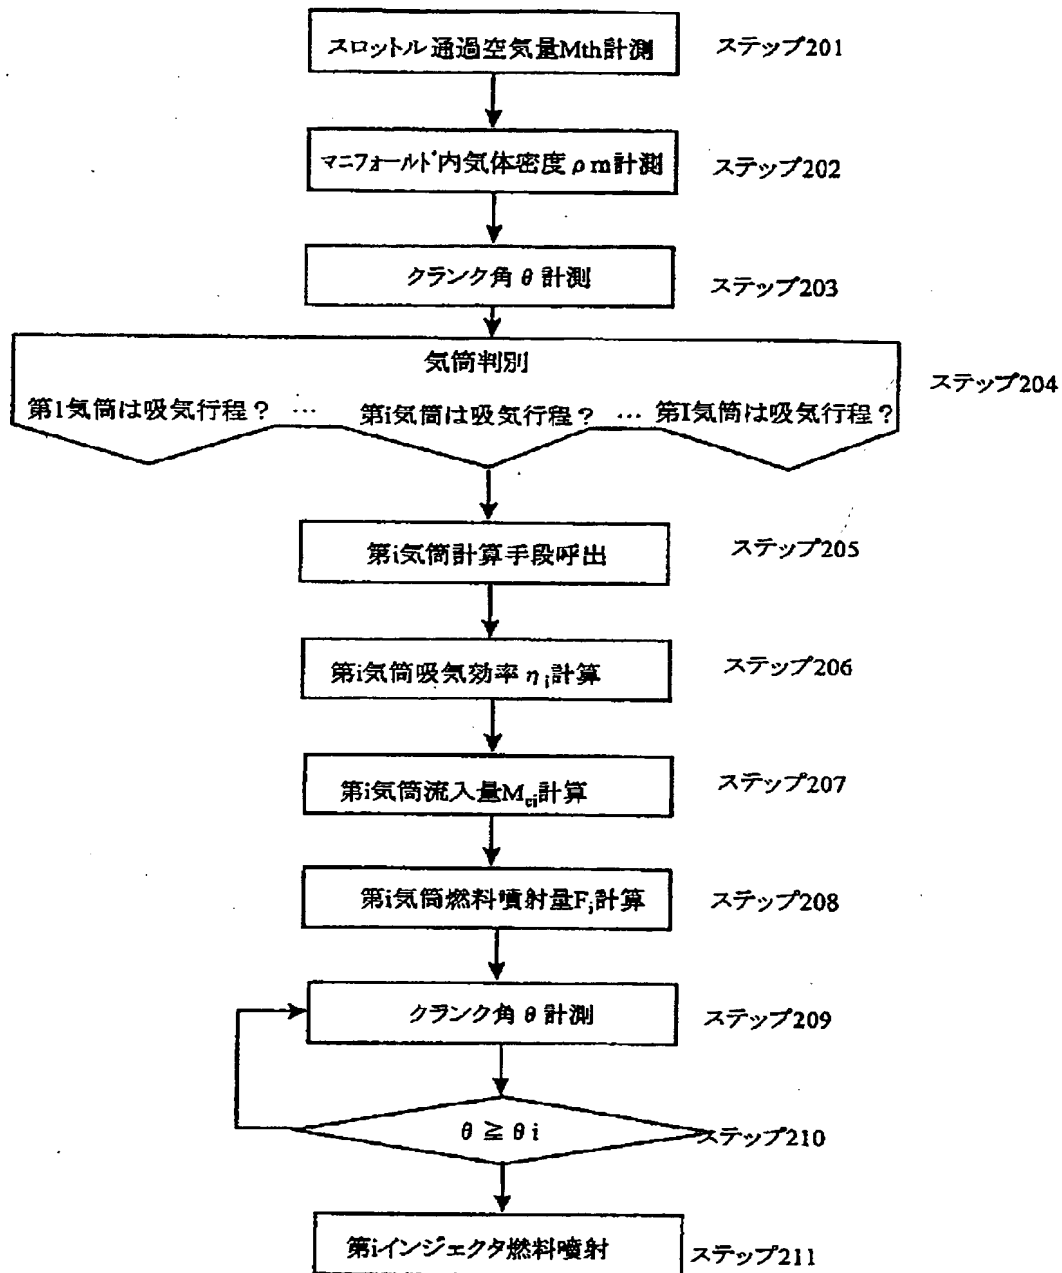 スロットル通過空気量Mth計測 ステップ201
マニフォールド内気体密度ρm計測 ステップ202
クランク角θ計測 ステップ203
気筒判別
ステップ204
第1気筒は吸気行程? … 第i気筒は吸気行程? … 第I気筒は吸気行程?
第i気筒計算手段呼出 ステップ205
第i気筒吸気効率ηi計算 ステップ206
第i気筒流入量Mci計算 ステップ207
第i気筒燃料噴射量Fi計算 ステップ208
クランク角θ計測 ステップ209
θ≧θi ステップ210
第iインジェクタ燃料噴射 ステップ211